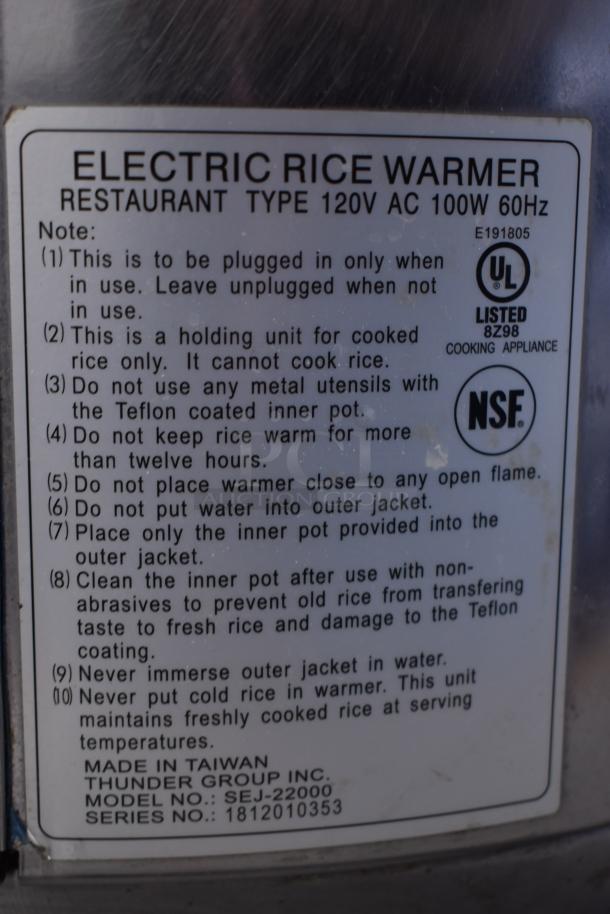 ELECTRIC RICE WARMER
RESTAURANT TYPE 120V AC 100W 60Hz
Note:
E191805
UL
®
LISTED
8Z98
COOKING APPLIANCE
NSF®
(1) This is to be plugged in only when
in use. Leave unplugged when not
in use.
(2) This is a holding unit for cooked
rice only. It cannot cook rice.
(3) Do not use any metal utensils with
the Teflon coated inner pot.
(4) Do not keep rice warm for more
than twelve hours.
(5) Do not place warmer close to any open flame.
(6) Do not put water into outer jacket.
(7) Place only the inner pot provided into the
outer jacket.
(8) Clean the inner pot after use with non-
abrasives to prevent old rice from transfering
taste to fresh rice and damage to the Teflon
coating.
(9) Never immerse outer jacket in water.
(10) Never put cold rice in warmer. This unit
maintains freshly cooked rice at serving
temperatures.
MADE IN TAIWAN
THUNDER GROUP INC.
MODEL NO.: SEJ-22000
SERIES NO.: 1812010353
PCI
AUCTION GROUP